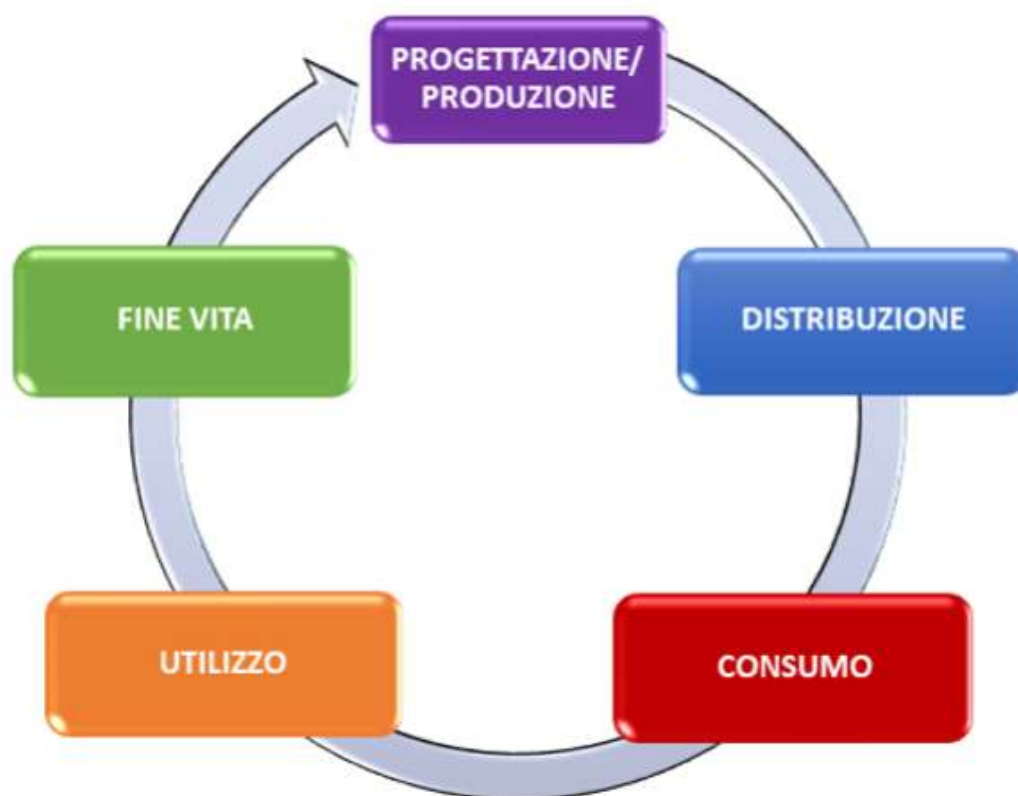 PROGETTAZIONE/
PRODUZIONE
DISTRIBUZIONE
CONSUMO
UTILIZZO
FINE VITA